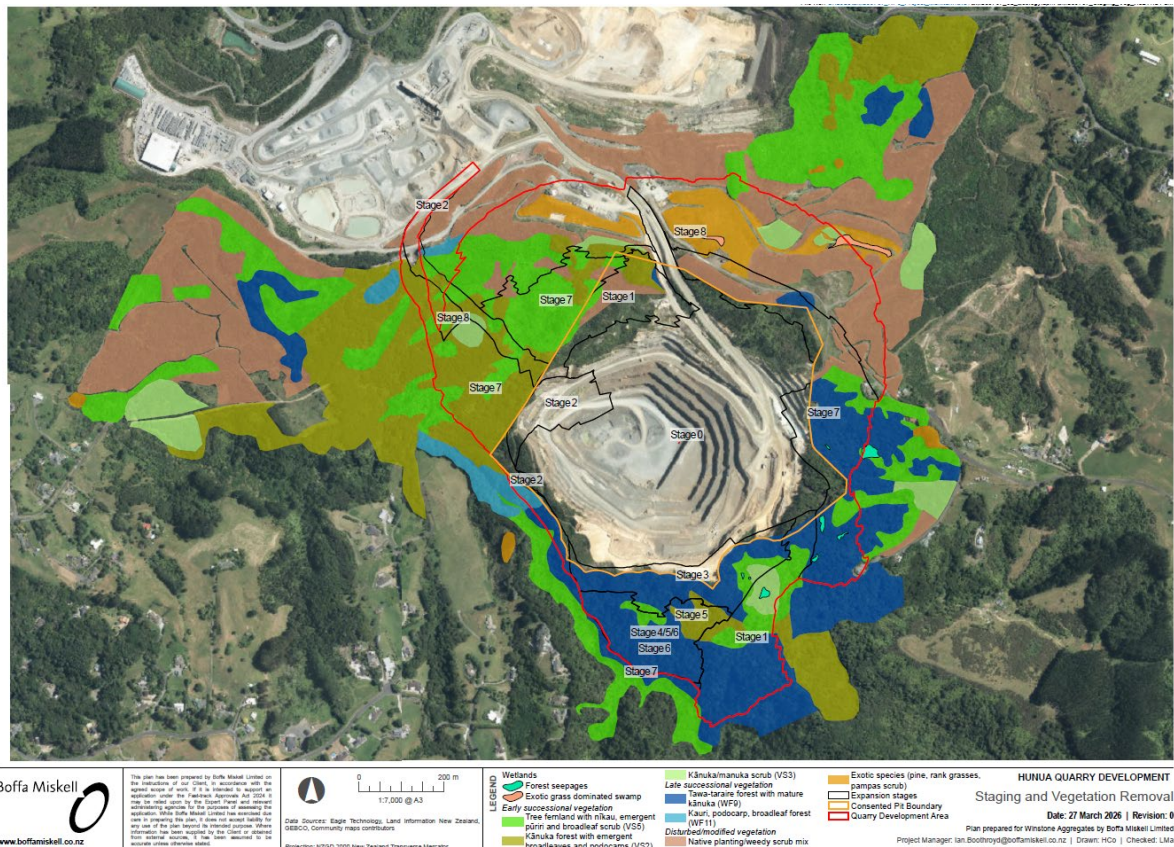 Stage 2
Stage 8
Stage 7
Stage 1
Stage 8
Stage 7
Stage 2
Stage 7
Stage 0
Stage 2
Stage 3
Stage 5
Stage 4/5/6
Stage 1
Stage 6
Stage 7
Boffa Miskell
www.boffamiskell.co.nz
This plan has been prepared by Boffa Miskell Limited on
the instructions of our Client, in accordance with the
agreed scope of work. If it is intended to support an
application under the Fast-track Approvals Act 2024 it
may be relied upon by the Expert Panel and relevant
administering agencies for the purposes of assessing the
application. While Boffa Miskell Limited has exercised due
care in preparing this plan, it does not accept liability for
any use of the plan beyond its intended purpose. Where
information has been supplied by the Client or obtained
from external sources, it has been assumed to be
accurate unless otherwise stated.
0 200 m
1:7,000 @ A3
Data Sources: Eagle Technology, Land Information New Zealand,
GEBCO, Community maps contributors
LEGEND
Wetlands
Forest seepages
Exotic grass dominated swamp
Early successional vegetation
Tree fernland with nīkau, emergent
pūriri and broadleaf scrub (VS5)
Kānuka forest with emergent
broadleaves and podocarps (VS2)
Kānuka/manuka scrub (VS3)
Late successional vegetation
Tawa-taraire forest with mature
kānuka (WF9)
Kauri, podocarp, broadleaf forest
(WF11)
Disturbed/modified vegetation
Native planting/weedy scrub mix
Exotic species (pine, rank grasses,
pampas scrub)
Expansion stages
Consented Pit Boundary
Quarry Development Area
HUNUA QUARRY DEVELOPMENT
Staging and Vegetation Removal
Date: 27 March 2026 | Revision: 0
Plan prepared for Winstone Aggregates by Boffa Miskell Limited
Project Manager: Ian.Boothroyd@boffamiskell.co.nz | Drawn: HCo | Checked: LMa